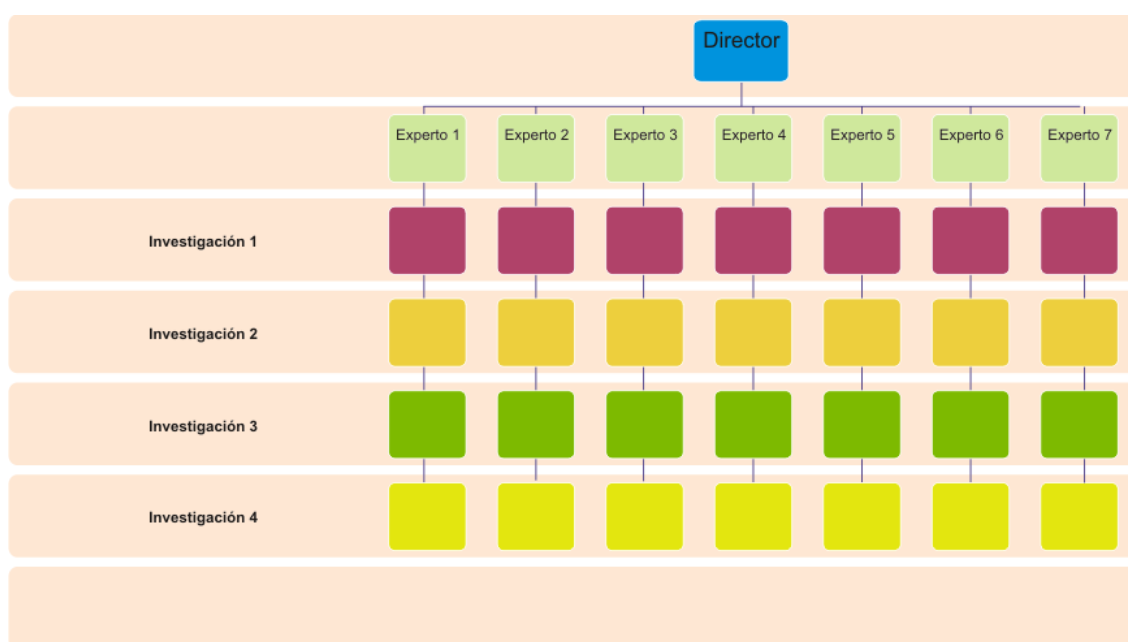 Director
Experto 1
Experto 2
Experto 3
Experto 4
Experto 5
Experto 6
Experto 7
Investigación 1
Investigación 2
Investigación 3
Investigación 4